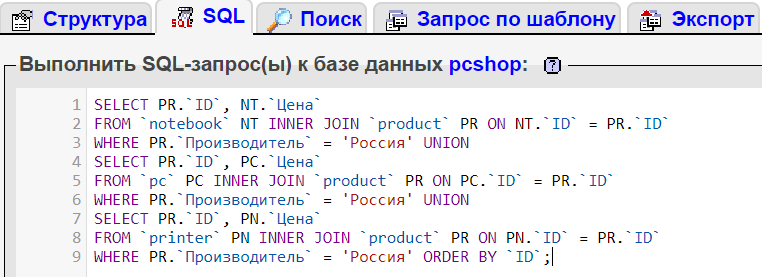 Структура SQL Поиск Запрос по шаблону Экспорт
Выполнить SQL-запрос(ы) к базе данных pcshop: ?
1 SELECT PR.`ID`, NT.`Цена`
2 FROM `notebook` NT INNER JOIN `product` PR ON NT.`ID` = PR.`ID`
3 WHERE PR.`Производитель` = 'Россия' UNION
4 SELECT PR.`ID`, PC.`Цена`
5 FROM `pc` PC INNER JOIN `product` PR ON PC.`ID` = PR.`ID`
6 WHERE PR.`Производитель` = 'Россия' UNION
7 SELECT PR.`ID`, PN.`Цена`
8 FROM `printer` PN INNER JOIN `product` PR ON PN.`ID` = PR.`ID`
9 WHERE PR.`Производитель` = 'Россия' ORDER BY `ID`;